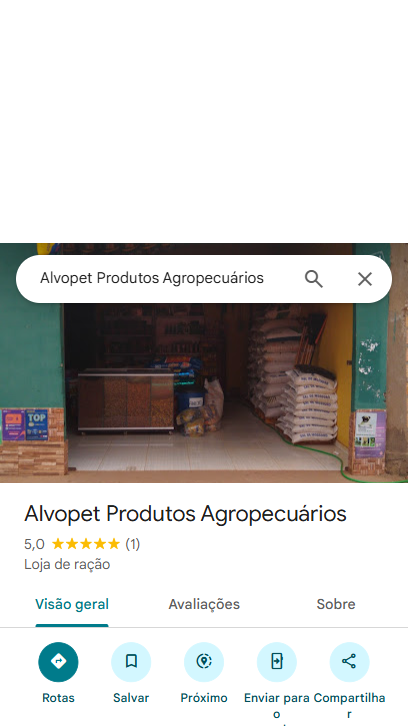 Alvopet Produtos Agropecuários
TOP
Alvopet Produtos Agropecuários
5,0 (1)
Loja de ração
Visão geral Avaliações Sobre
Rotas Salvar Próximo Enviar para o Compartilhar